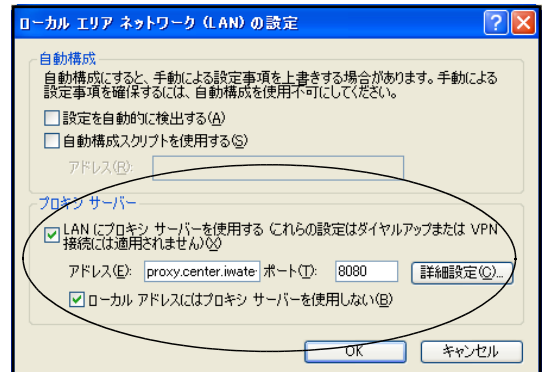 ローカル エリア ネットワーク (LAN) の設定
自動構成
自動構成にすると、手動による設定事項を上書きする場合があります。手動による
設定事項を確保するには、自動構成を使用不可にしてください。
設定を自動的に検出する(A)
自動構成スクリプトを使用する(S)
アドレス(R):
プロキシ サーバー
LAN にプロキシ サーバーを使用する (これらの設定はダイヤルアップまたは VPN
接続には適用されません)(X)
アドレス(E): proxy.center.iwate- ポート(T): 8080 詳細設定(C)...
ローカル アドレスにはプロキシ サーバーを使用しない(B)
OK キャンセル